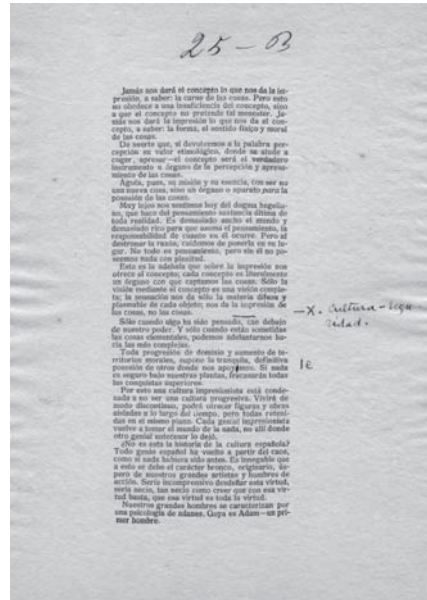 25 – B
Jamás nos dará el concepto lo que nos da la im-
presión, a saber: la carne de las cosas. Pero esto
no obedece a una insuficiencia del concepto, sino
a que el concepto no pretende tal menester. Ja-
más nos dará la impresión lo que nos da el con-
cepto, a saber: la forma, el sentido físico y moral
de las cosas.
De suerte que, si devolvemos a la palabra per-
cepción su valor etimológico, donde se alude a
coger, apresar—el concepto será el verdadero
instrumento u órgano de la percepción y apresa-
miento de las cosas.
Agota, pues, su misión y su esencia, con ser no
una nueva cosa, sino un órgano o aparato para la
posesión de las cosas.
Muy lejos nos sentimos hoy del dogma hegelia-
no, que hace del pensamiento sustancia última de
toda realidad. Es demasiado ancho el mundo y
demasiado rico para que asuma el pensamiento, la
responsabilidad de cuanto en él ocurre. Pero al
destronar la razón, cuidemos de ponerla en su lu-
gar. No todo es pensamiento, pero sin él no po-
seemos nada con plenitud.
Esta es la adehala que sobre la impresión nos
ofrece el concepto; cada concepto es literalmente
un órgano con que captamos las cosas. Sólo la
visión mediante el concepto es una visión comple-
ta; la sensación nos da sólo la materia difusa y
plasmable de cada objeto; nos da la impresión de
las cosas, no las cosas.
—X. Cultura – segu
ridad.
Sólo cuando algo ha sido pensado, cae debajo
de nuestro poder. Y sólo cuando están sometidas
las cosas elementales, podemos adelantarnos ha-
cia las más complejas.
Toda progresión de dominio y aumento de te-
rritorios morales, supone la tranquila, definitiva
posesión de otros donde nos apoyemos. Si nada
es seguro bajo nuestras plantas, fracasarán todas
las conquistas superiores.
Por esto una cultura impresionista está conde-
nada a no ser una cultura progresiva. Vivirá de
modo discontinuo, podrá ofrecer figuras y obras
aisladas a lo largo del tiempo, pero todas reteni-
das en el mismo plano. Cada genial impresionista
vuelve a tomar el mundo de la nada, no allí donde
otro genial antecesor lo dejó.
¿No es esta la historia de la cultura española?
Todo genio español ha vuelto a partir del caos,
como si nada hubiera sido antes. Es innegable que
a esto se debe el carácter bronco, originario, ás-
pero de nuestros grandes artistas y hombres de
acción. Sería incomprensivo desdeñar esta virtud,
sería necio, tan necio como creer que con esa vir-
tud basta, que esa virtud es toda la virtud.
Nuestros grandes hombres se caracterizan por
una psicología de adanes. Goya es Adam—un pri-
mer hombre.